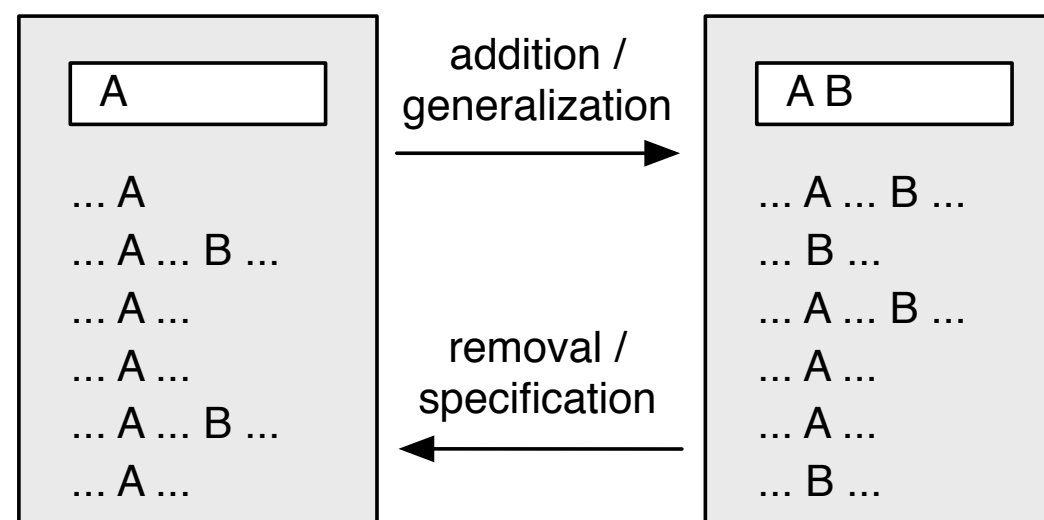 A
... A
... A ... B ...
... A ...
... A ...
... A ... B ...
... A ...
addition /
generalization
removal /
specification
A B
... A ... B ...
... B ...
... A ... B ...
... A ...
... A ...
... B ...